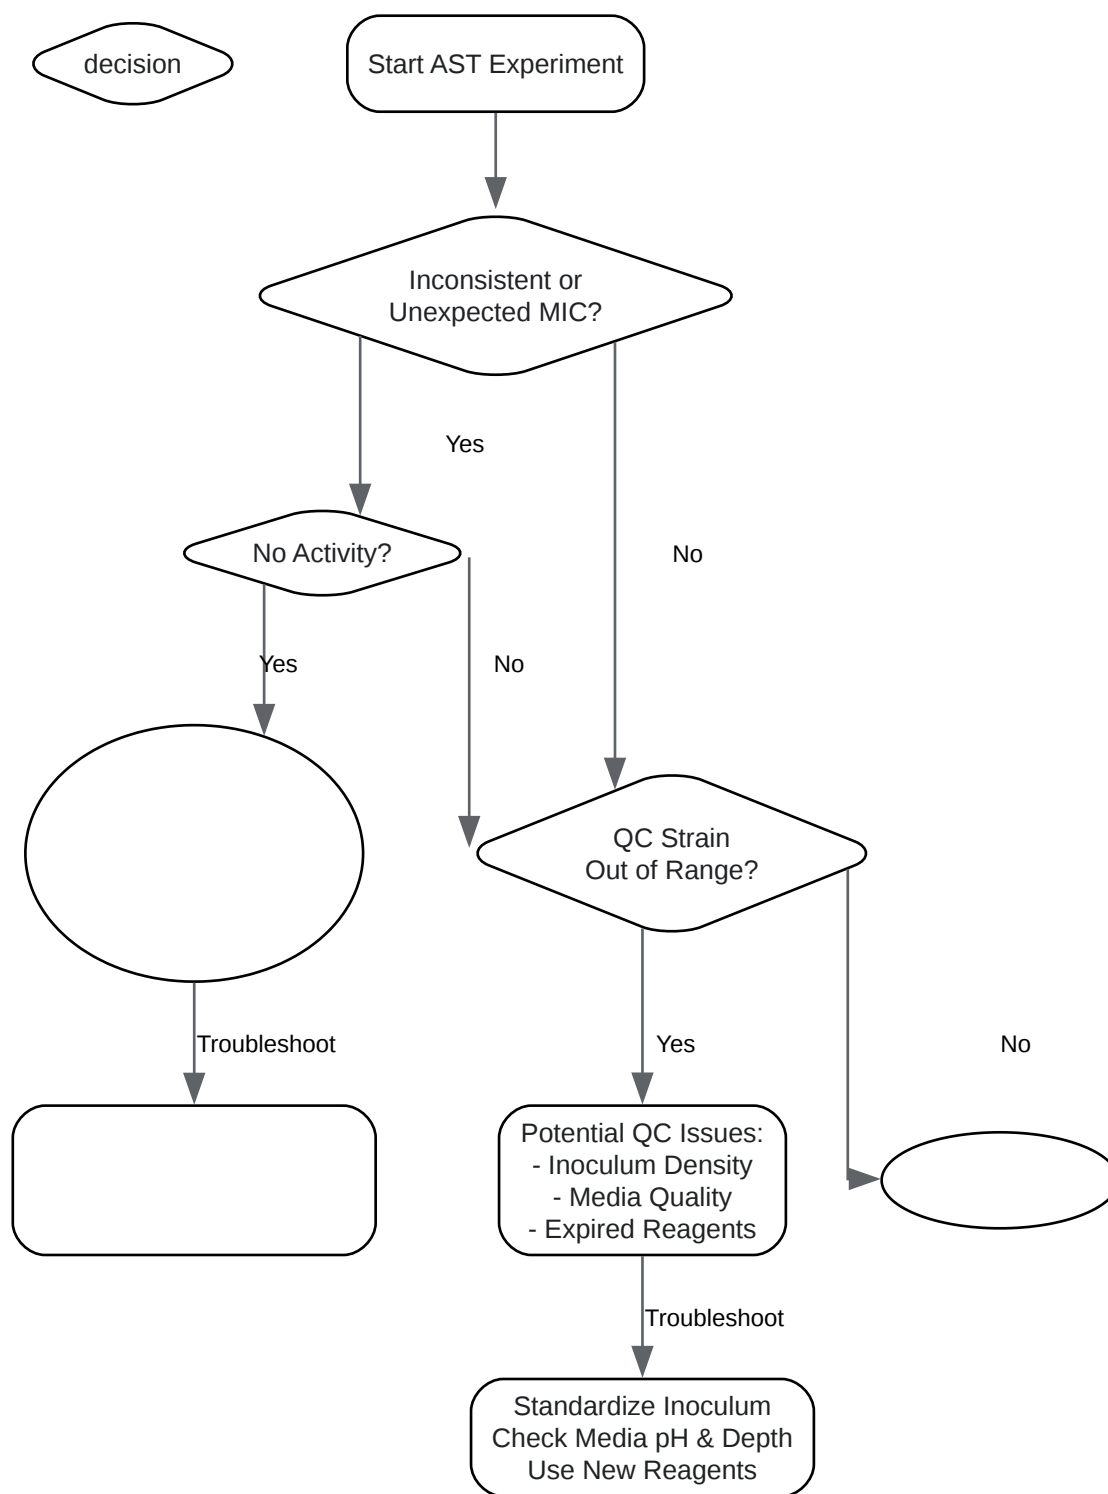 decision
Start AST Experiment
Inconsistent or
Unexpected MIC?
Yes
No Activity?
No
Yes
No
QC Strain
Out of Range?
Troubleshoot
Yes
No
Potential QC Issues:
- Inoculum Density
- Media Quality
- Expired Reagents
Troubleshoot
Standardize Inoculum
Check Media pH & Depth
Use New Reagents